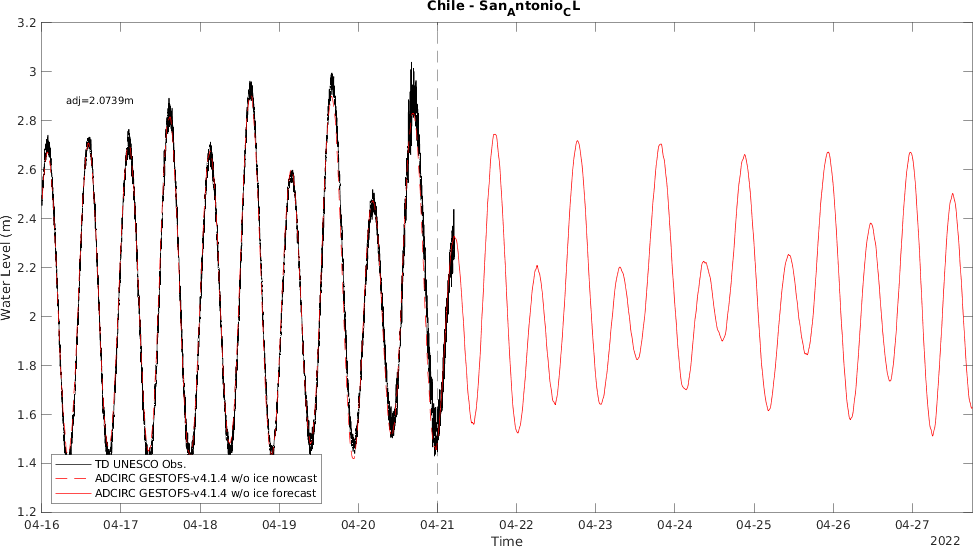 Chile - SanAntonioCL
3.2
3
2.8
2.6
2.4
2.2
2
1.8
1.6
1.4
1.2
Water Level (m)
adj=2.0739m
TD UNESCO Obs.
ADCIRC GESTOFS-v4.1.4 w/o ice nowcast
ADCIRC GESTOFS-v4.1.4 w/o ice forecast
04-16 04-17 04-18 04-19 04-20 04-21 04-22 04-23 04-24 04-25 04-26 04-27
Time
2022